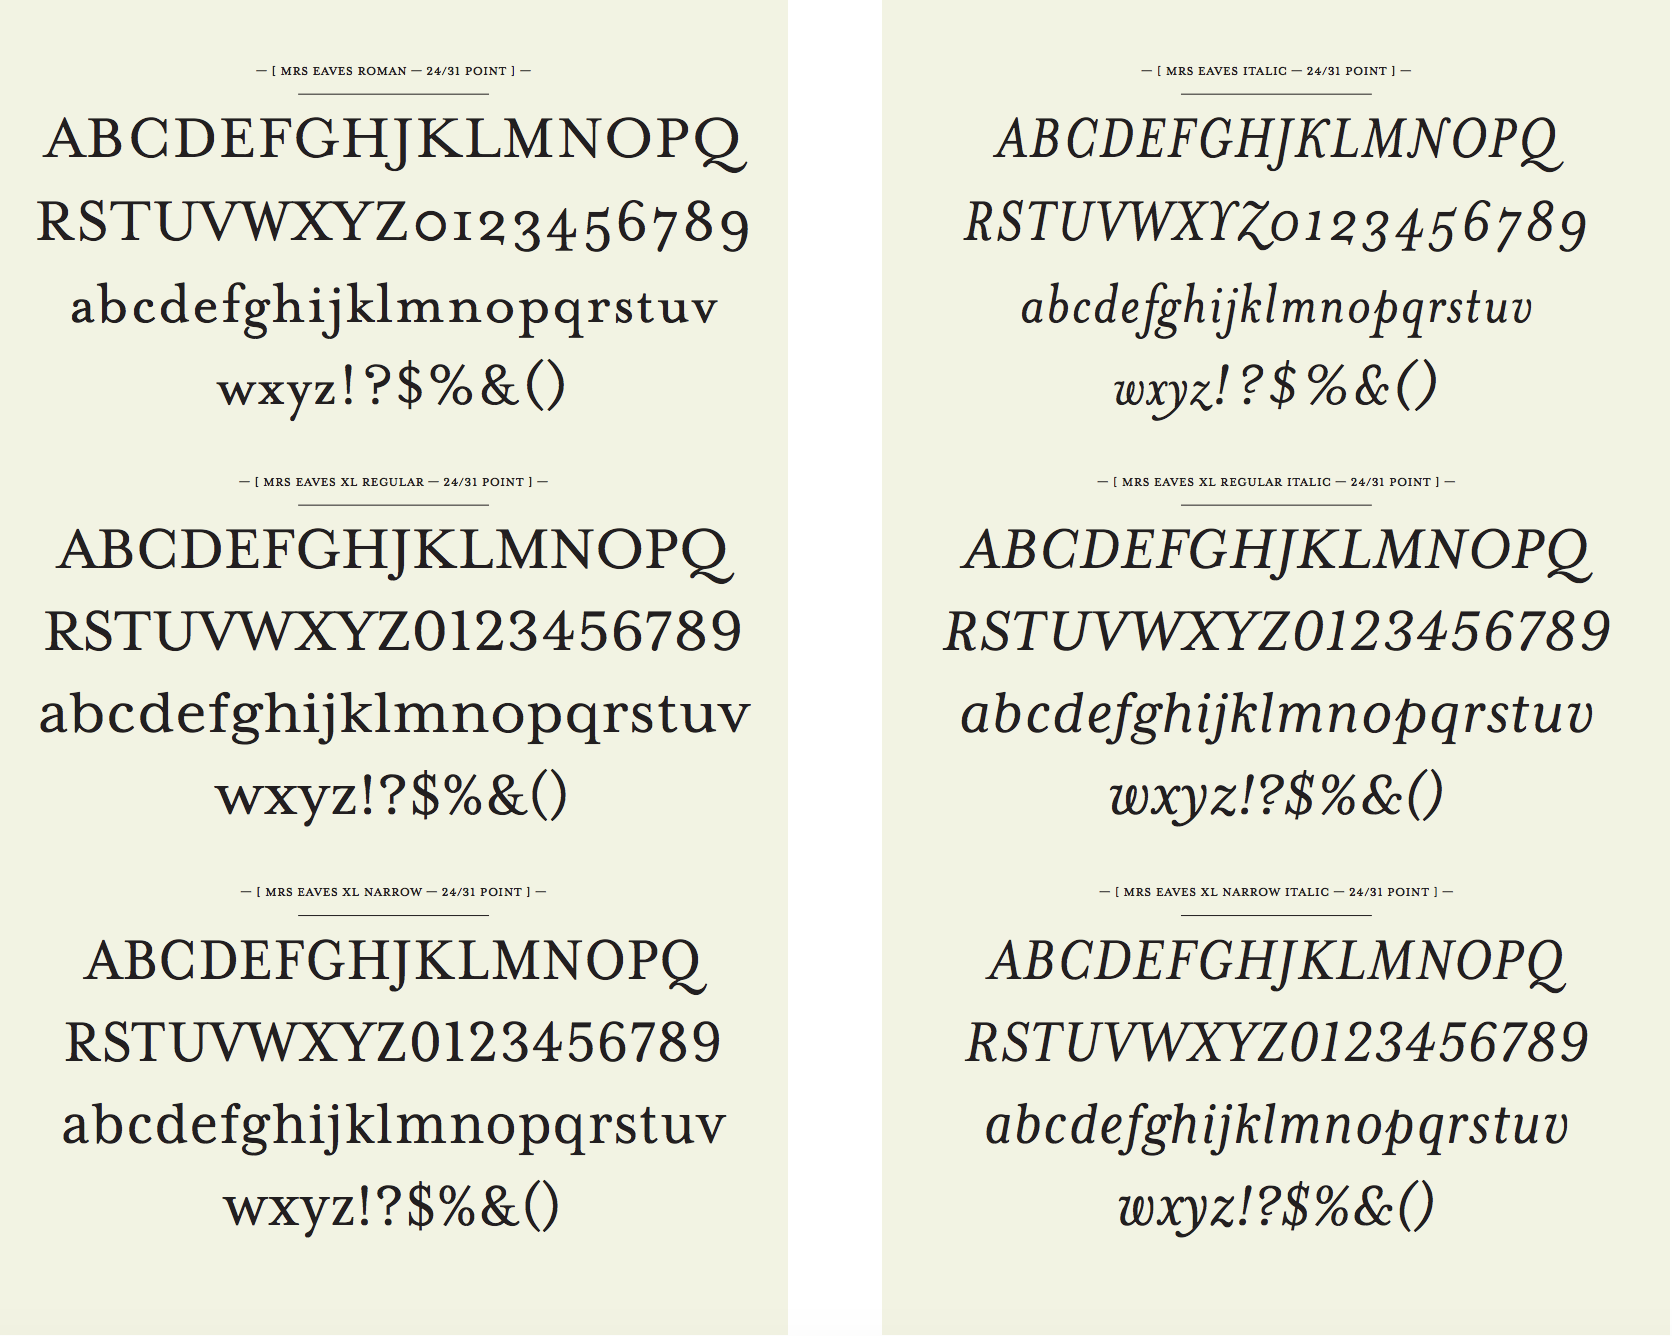 — [ MRS EAVES ROMAN — 24/31 POINT ] —
ABCDEFGHJKLMNOPQ
RSTUVWXYZ0123456789
abcdefghijklmnopqrstuv
wxyz!?$%&()
— [ MRS EAVES XL REGULAR — 24/31 POINT ] —
ABCDEFGHJKLMNOPQ
RSTUVWXYZ0123456789
abcdefghijklmnopqrstuv
wxyz!?$%&()
— [ MRS EAVES XL NARROW — 24/31 POINT ] —
ABCDEFGHJKLMNOPQ
RSTUVWXYZ0123456789
abcdefghijklmnopqrstuv
wxyz!?$%&()
— [ MRS EAVES ITALIC — 24/31 POINT ] —
ABCDEFGHJKLMNOPQ
RSTUVWXYZ0123456789
abcdefghijklmnopqrstuv
wxyz!?$%&()
— [ MRS EAVES XL REGULAR ITALIC — 24/31 POINT ] —
ABCDEFGHJKLMNOPQ
RSTUVWXYZ0123456789
abcdefghijklmnopqrstuv
wxyz!?$%&()
— [ MRS EAVES XL NARROW ITALIC — 24/31 POINT ] —
ABCDEFGHJKLMNOPQ
RSTUVWXYZ0123456789
abcdefghijklmnopqrstuv
wxyz!?$%&()